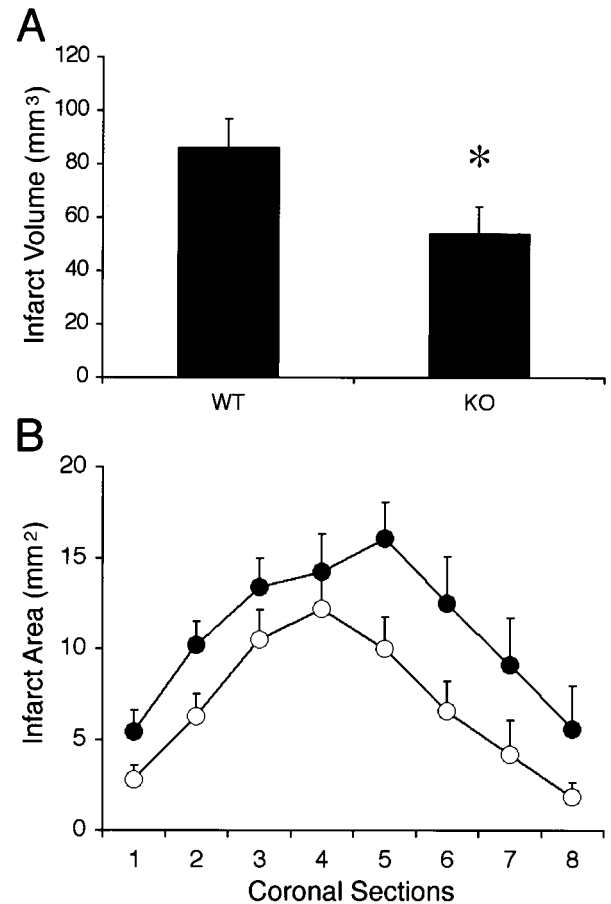 A
Infarct Volume (mm³)
120
100
80
60
40
20
0
*
WT
KO
B
Infarct Area (mm²)
20
15
10
5
0
1 2 3 4 5 6 7 8
Coronal Sections